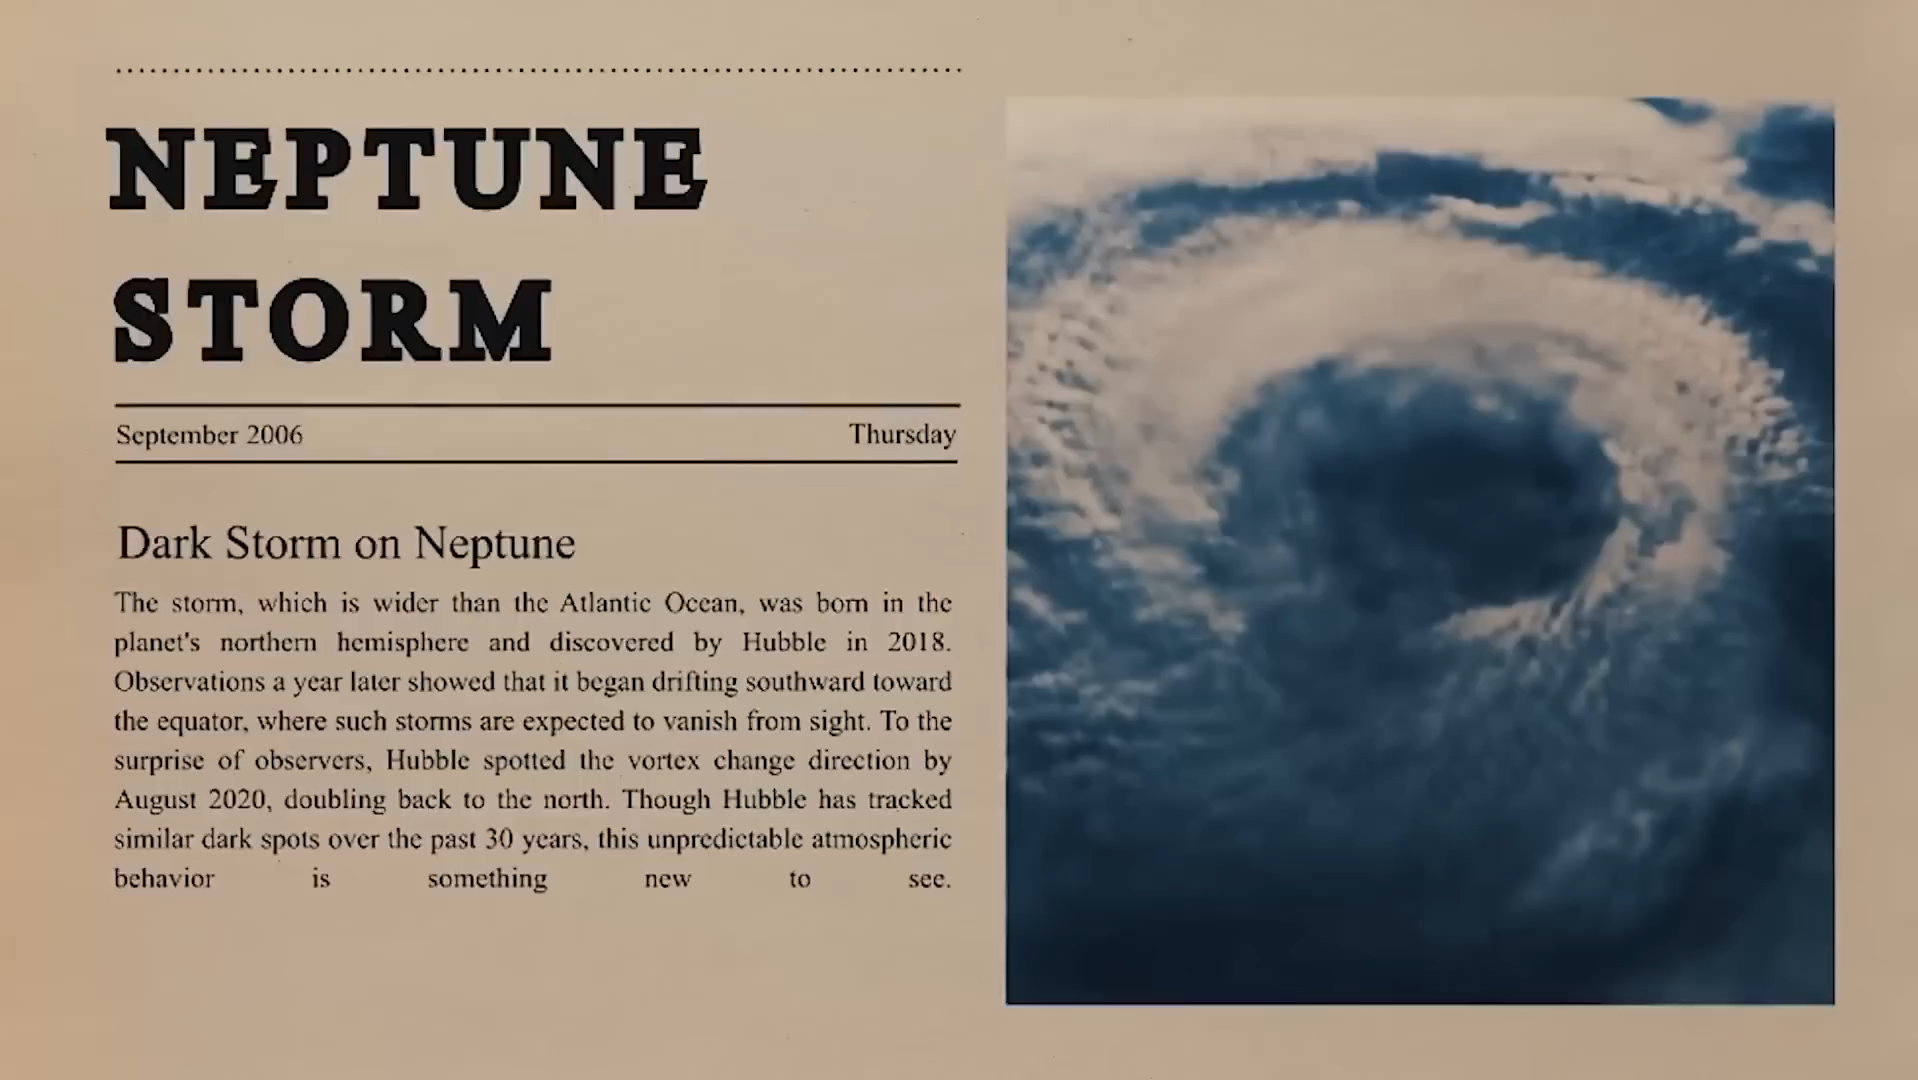 NEPTUNE
STORM
September 2006 Thursday
Dark Storm on Neptune
The storm, which is wider than the Atlantic Ocean, was born in the
planet's northern hemisphere and discovered by Hubble in 2018.
Observations a year later showed that it began drifting southward toward
the equator, where such storms are expected to vanish from sight. To the
surprise of observers, Hubble spotted the vortex change direction by
August 2020, doubling back to the north. Though Hubble has tracked
similar dark spots over the past 30 years, this unpredictable atmospheric
behavior is something new to see.